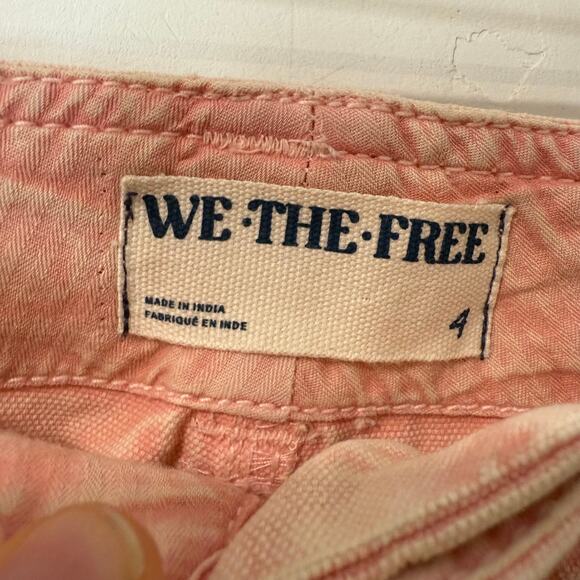 WE·THE·FREE
MADE IN INDIA
FABRIQUÉ EN INDE
4